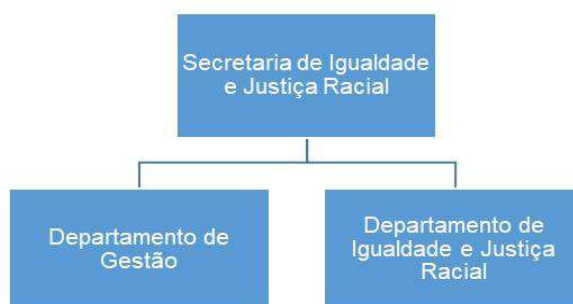 Secretaria de Igualdade
e Justiça Racial
Departamento de
Gestão
Departamento de
Igualdade e Justiça
Racial